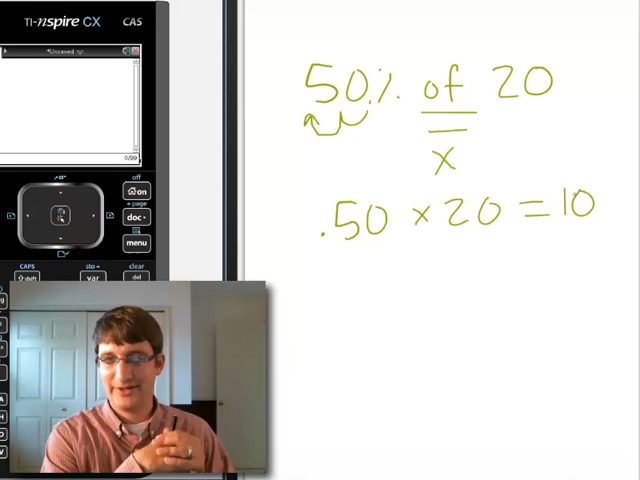 TI-nspire CX CAS
*Unsaved
0/99
off
on
+ page
doc
menu
CAPS
sto → clear
shift
var
del
50% of 20
=
x
.50 × 20 = 10
A
H
O
V